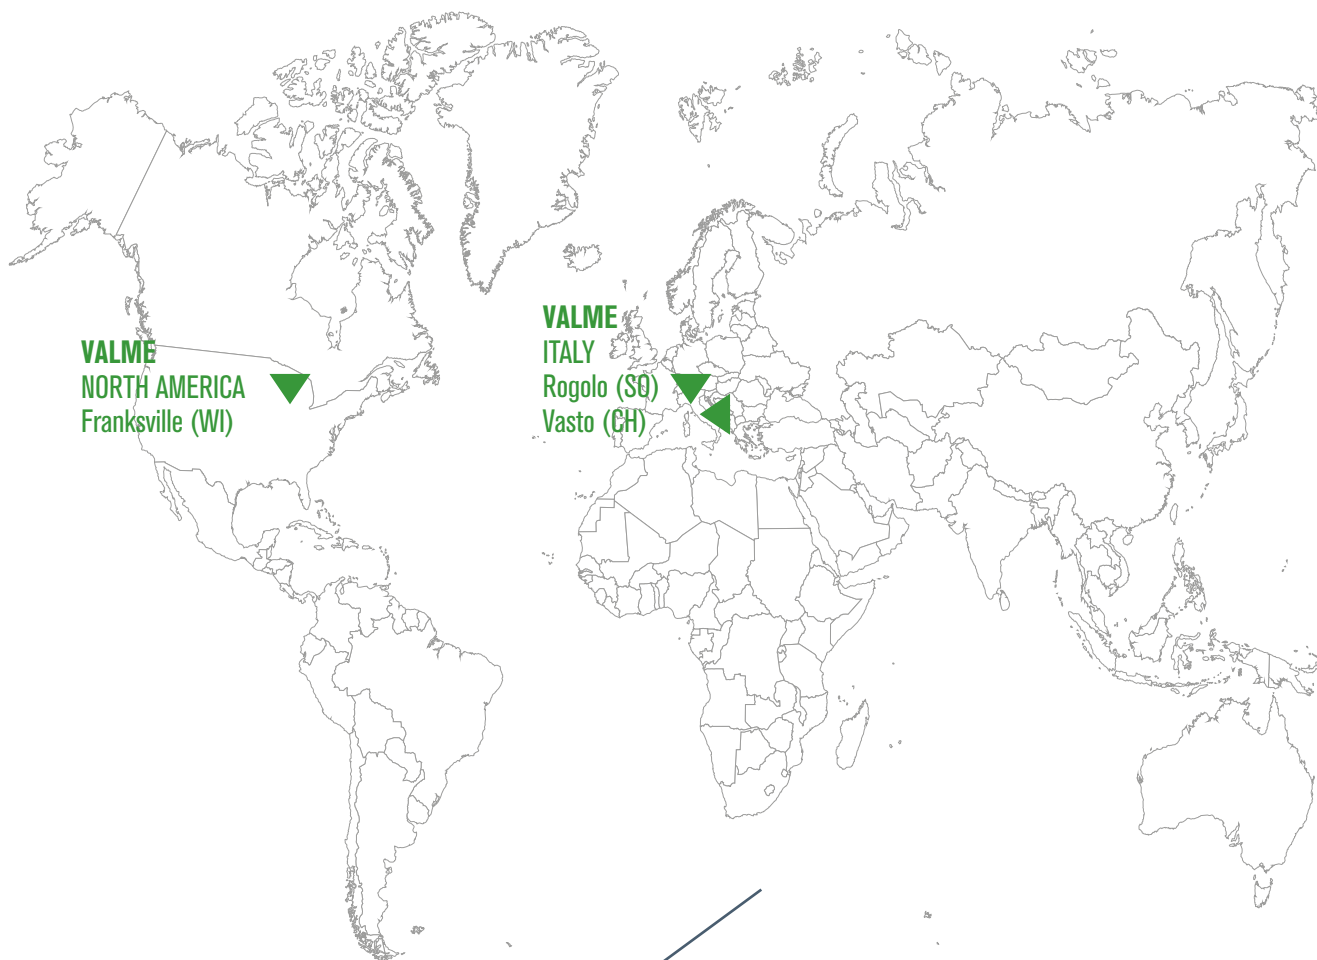 VALME
NORTH AMERICA
Franksville (WI)
VALME
ITALY
Rogolo (SO)
Vasto (CH)